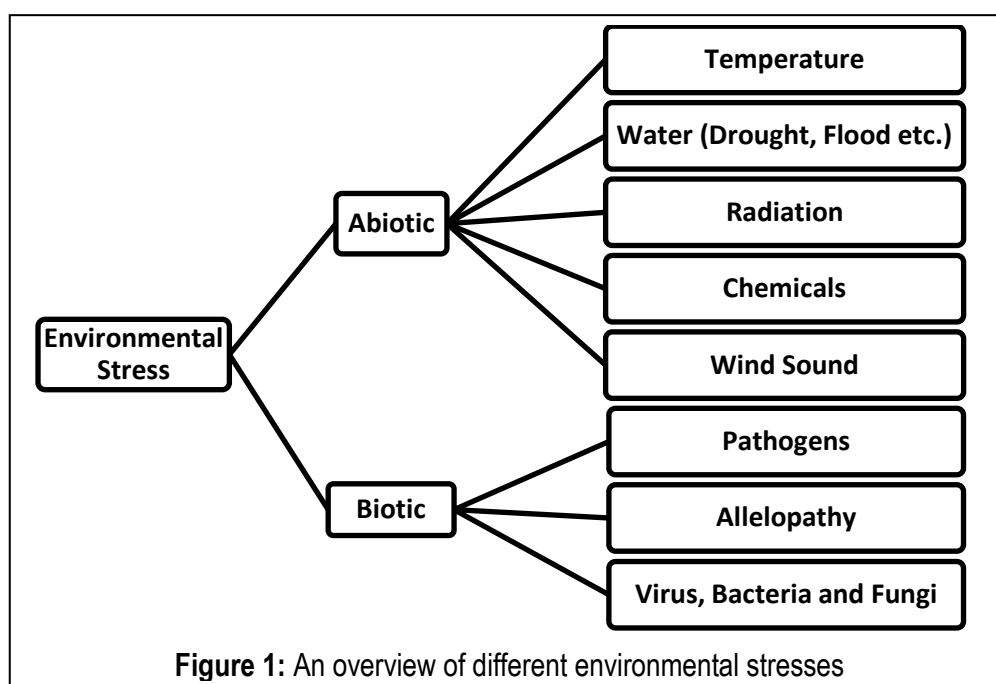 Temperature
Water (Drought, Flood etc.)
Radiation
Abiotic
Chemicals
Environmental
Stress
Wind Sound
Pathogens
Biotic
Allelopathy
Virus, Bacteria and Fungi
Figure 1: An overview of different environmental stresses